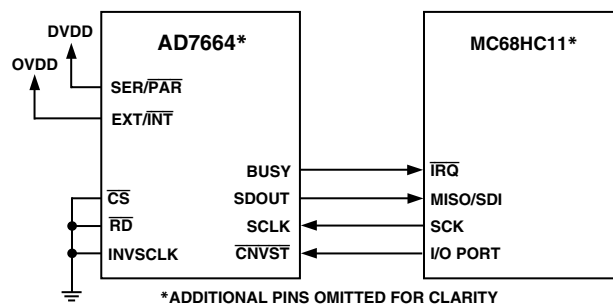 DVDD
AD7664*
MC68HC11*
OVDD
SER/PAR
EXT/INT
BUSY
IRQ
CS
SDOUT
MISO/SDI
RD
SCLK
SCK
INVSCLK
CNVST
I/O PORT
*ADDITIONAL PINS OMITTED FOR CLARITY